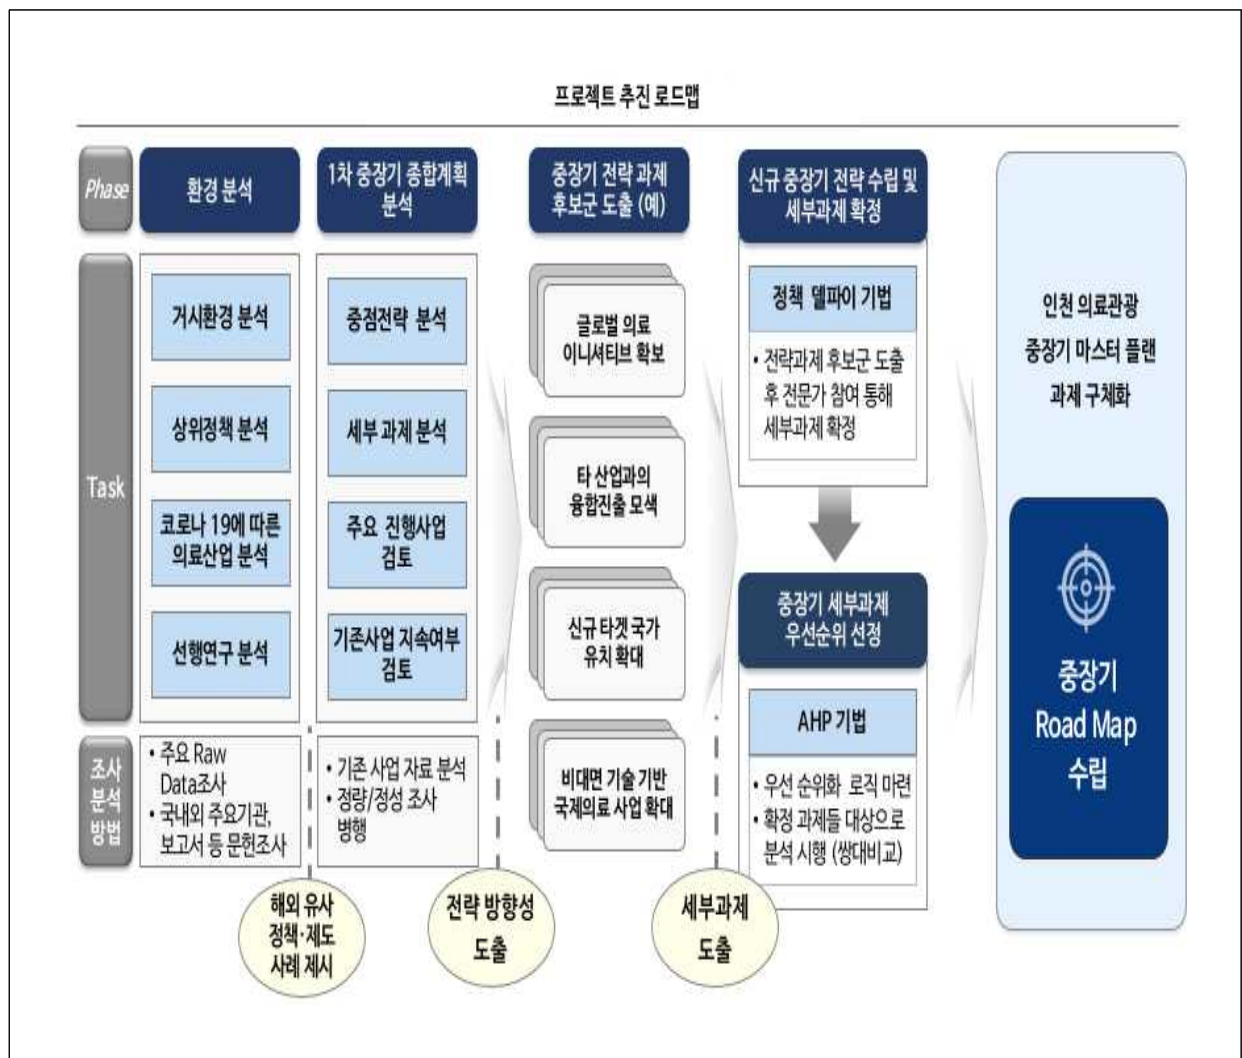 프로젝트 추진 로드맵
Phase
환경 분석
1차 중장기 종합계획
분석
중장기 전략 과제
후보군 도출 (예)
신규 중장기 전략 수립 및
세부과제 확정
Task
거시환경 분석
상위정책 분석
코로나 19에 따른
의료산업 분석
선행연구 분석
중점전략 분석
세부 과제 분석
주요 진행사업
검토
기존사업 지속여부
검토
글로벌 의료
이니셔티브 확보
타 산업과의
융합진출 모색
신규 타겟 국가
유치 확대
비대면 기술 기반
국제의료 사업 확대
정책 델파이 기법
• 전략과제 후보군 도출
후 전문가 참여 통해
세부과제 확정
중장기 세부과제
우선순위 선정
AHP 기법
• 우선 순위화 로직 마련
• 확정 과제들 대상으로
분석 시행 (쌍대비교)
인천 의료관광
중장기 마스터 플랜
과제 구체화
중장기
Road Map
수립
조사
분석
방법
• 주요 Raw
Data조사
• 국내외 주요기관,
보고서 등 문헌조사
• 기존 사업 자료 분석
• 정량/정성 조사
병행
해외 유사
정책·제도
사례 제시
전략 방향성
도출
세부과제
도출